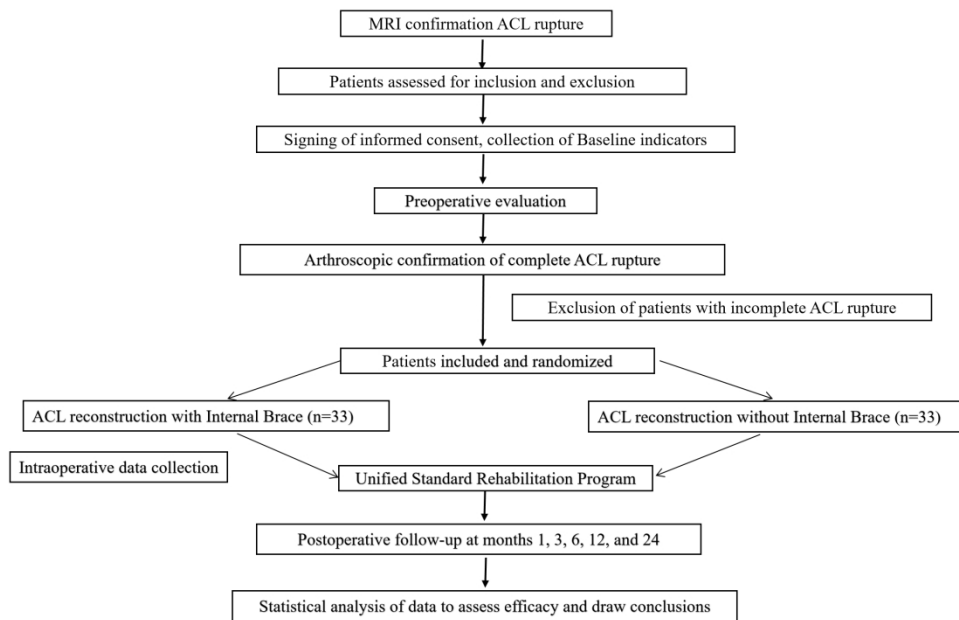 MRI confirmation ACL rupture
Patients assessed for inclusion and exclusion
Signing of informed consent, collection of Baseline indicators
Preoperative evaluation
Arthroscopic confirmation of complete ACL rupture
Exclusion of patients with incomplete ACL rupture
Patients included and randomized
ACL reconstruction with Internal Brace (n=33)
ACL reconstruction without Internal Brace (n=33)
Intraoperative data collection
Unified Standard Rehabilitation Program
Postoperative follow-up at months 1, 3, 6, 12, and 24
Statistical analysis of data to assess efficacy and draw conclusions